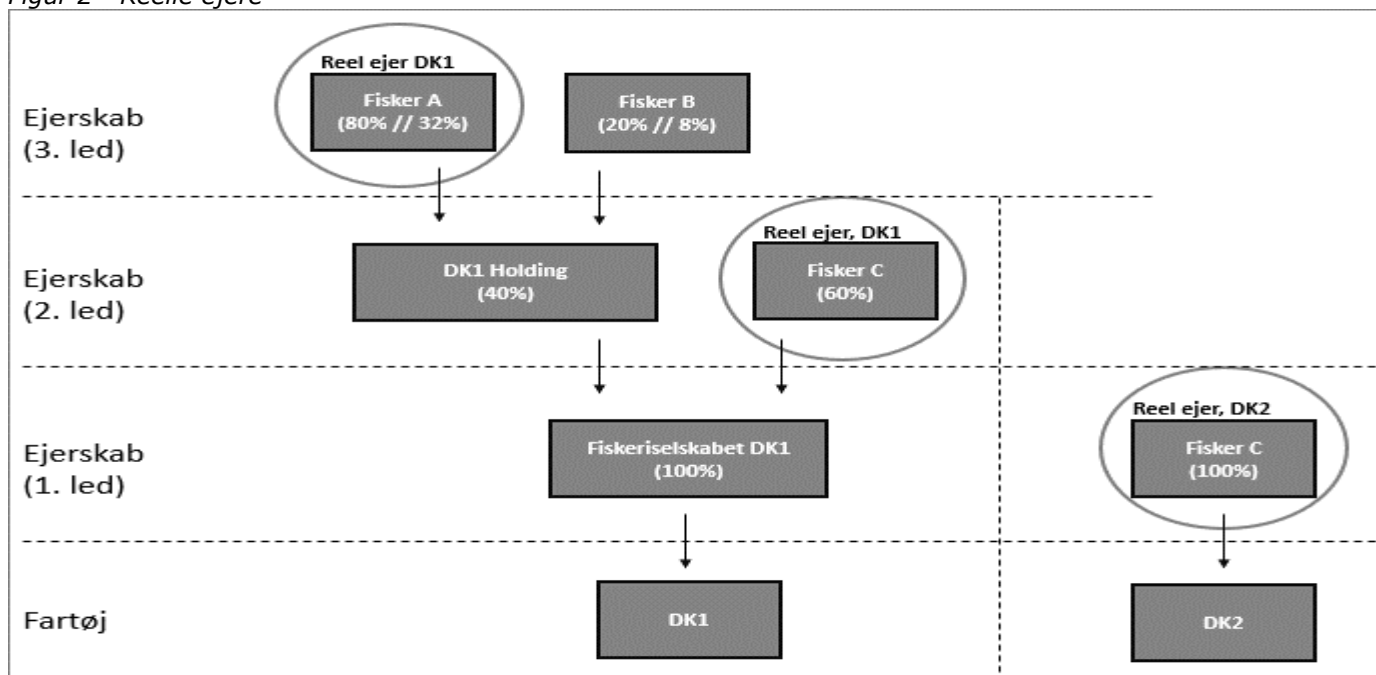 Figur 2 - Reelle ejere
Reel ejer DK1
Fisker A
(80% // 32%)
Fisker B
(20% // 8%)
Ejerskab
(3. led)
Reel ejer, DK1
DK1 Holding
(40%)
Fisker C
(60%)
Ejerskab
(2. led)
Reel ejer, DK2
Fiskeriselskabet DK1
(100%)
Fisker C
(100%)
Ejerskab
(1. led)
Fartøj
DK1
DK2